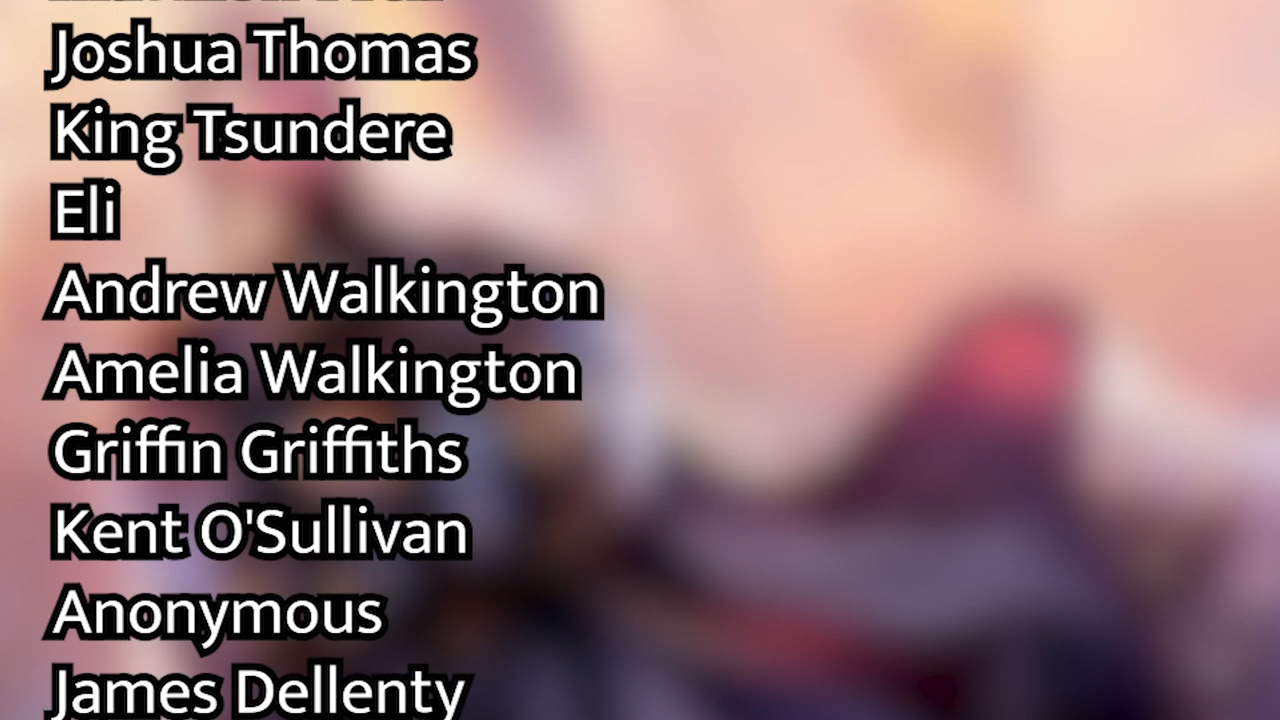 Joshua Thomas
King Tsundere
Eli
Andrew Walkington
Amelia Walkington
Griffin Griffiths
Kent O'Sullivan
Anonymous
James Dellenty